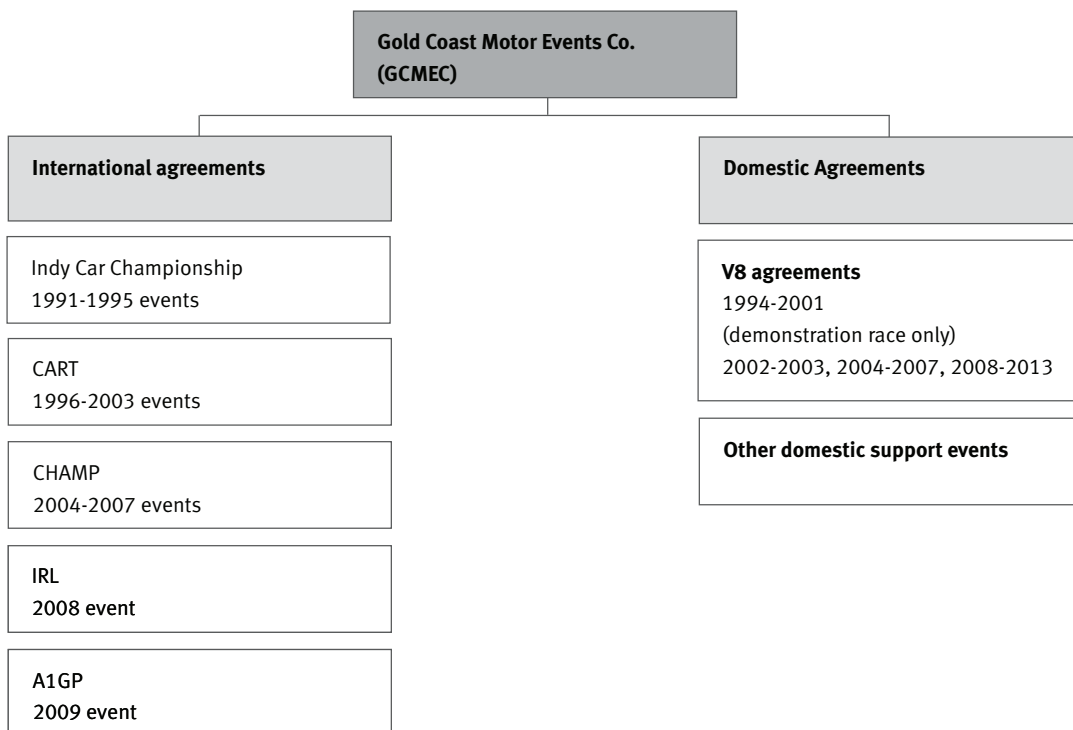 Gold Coast Motor Events Co.
(GCMEC)
International agreements
Indy Car Championship
1991-1995 events
CART
1996-2003 events
CHAMP
2004-2007 events
IRL
2008 event
A1GP
2009 event
Domestic Agreements
V8 agreements
1994-2001
(demonstration race only)
2002-2003, 2004-2007, 2008-2013
Other domestic support events